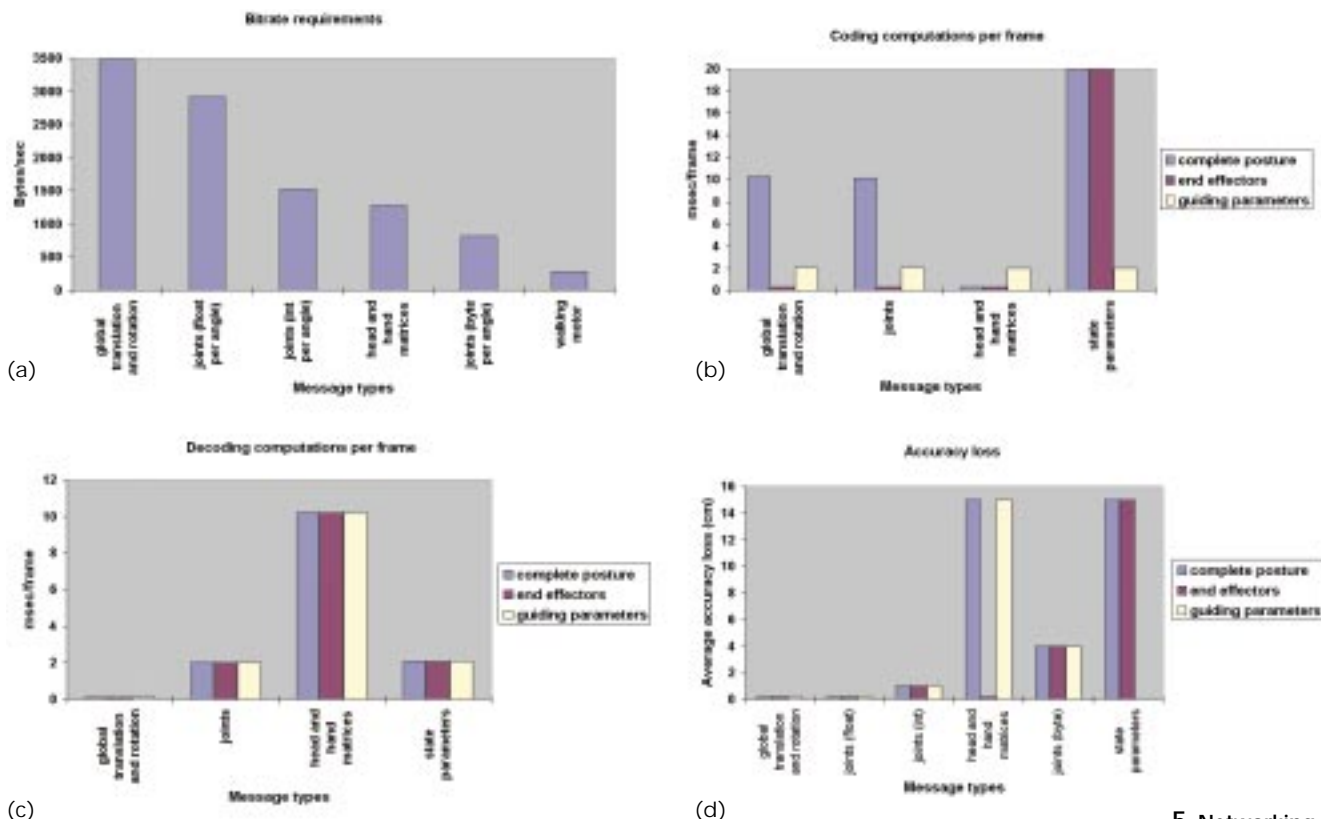 Bitrate requirements
3500
3000
2500
2000
1500
1000
500
0
Bytes/sec
global
translation
and rotation
joints (float
per angle)
joints (int
per angle)
head and
hand
matrices
joints (byte
per angle)
walking
motor
Message types
(a)
Coding computations per frame
20
18
16
14
12
10
8
6
4
2
0
msec/frame
global
translation
and rotation
joints
head and
hand
matrices
state
parameters
Message types
complete posture
end effectors
guiding parameters
(b)
Decoding computations per frame
12
10
8
6
4
2
0
msec/frame
global
translation
and rotation
joints
head and
hand
matrices
state
parameters
Message types
complete posture
end effectors
guiding parameters
(c)
Accuracy loss
16
14
12
10
8
6
4
2
0
Average accuracy loss (cm)
global
translation
and rotation
joints (float)
joints (int)
head and
hand
matrices
joints (byte)
state
parameters
Message types
complete posture
end effectors
guiding parameters
(d)
5 Networking